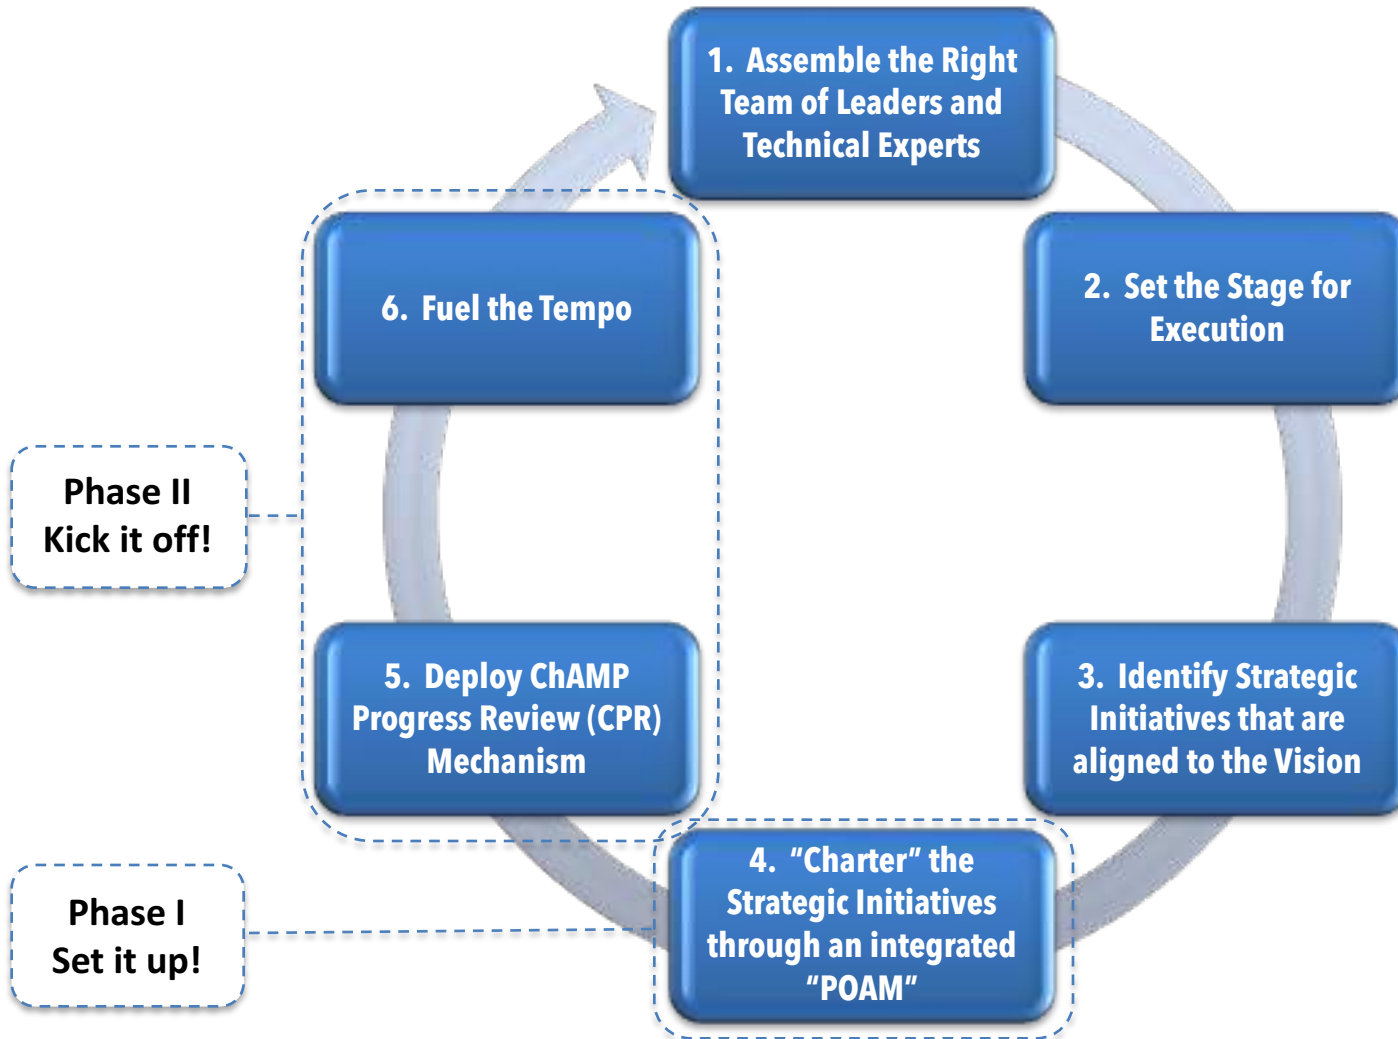 1. Assemble the Right
Team of Leaders and
Technical Experts
2. Set the Stage for
Execution
3. Identify Strategic
Initiatives that are
aligned to the Vision
4. “Charter” the
Strategic Initiatives
through an integrated
“POAM”
5. Deploy ChAMP
Progress Review (CPR)
Mechanism
6. Fuel the Tempo
Phase II
Kick it off!
Phase I
Set it up!